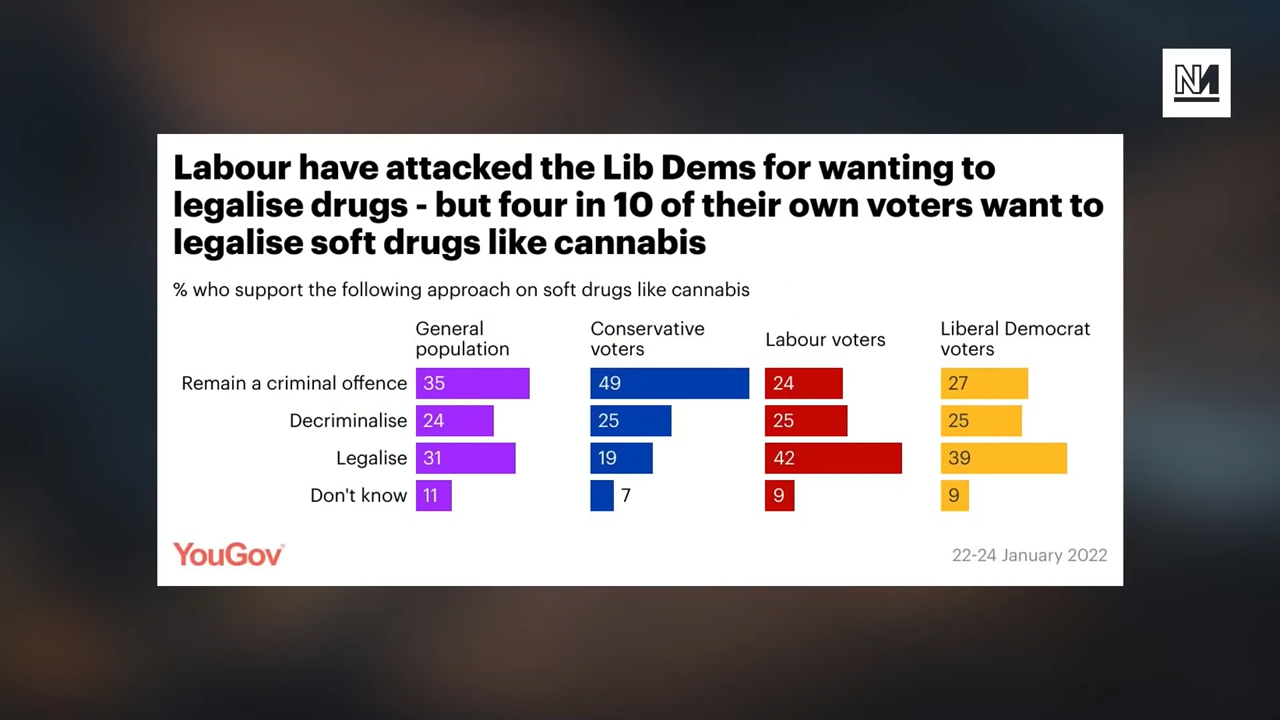 NM
Labour have attacked the Lib Dems for wanting to
legalise drugs - but four in 10 of their own voters want to
legalise soft drugs like cannabis
% who support the following approach on soft drugs like cannabis
General population
Conservative voters
Labour voters
Liberal Democrat voters
Remain a criminal offence 35 49 24 27
Decriminalise 24 25 25 25
Legalise 31 19 42 39
Don't know 11 7 9 9
YouGov
22-24 January 2022